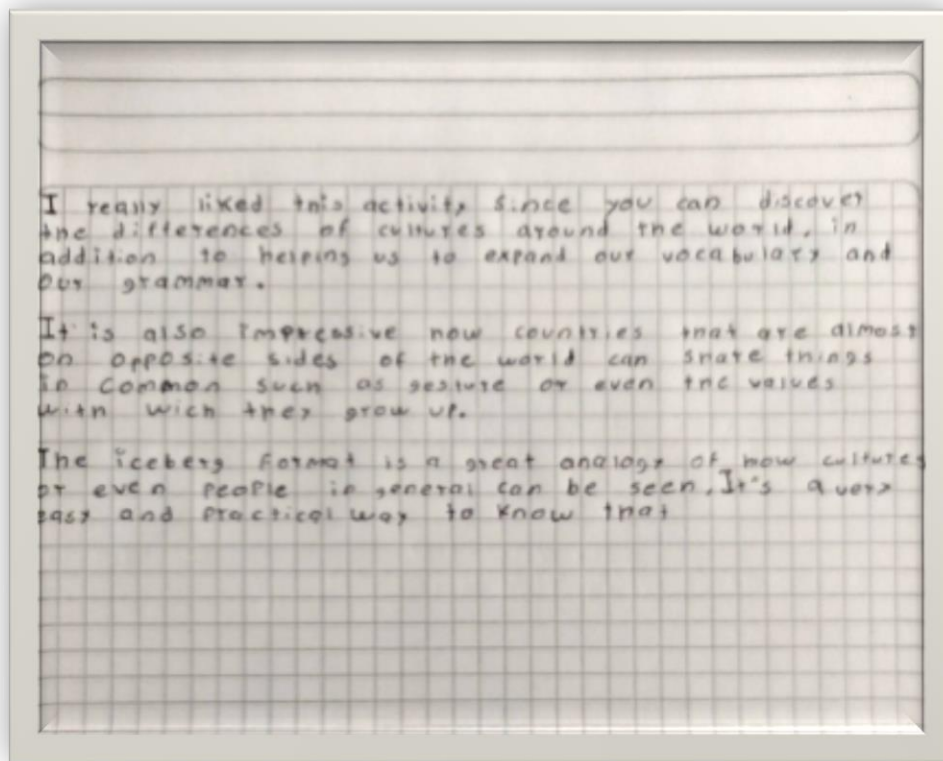 I really liked this activity since you can discover
the differences of cultures around the world, in
addition to helping us to expand our vocabulary and
our grammar.
It is also impressive how countries that are almost
on opposite sides of the world can share things
in common such as gesture or even the values
with wich they grow up.
The iceberg format is a great analogy of how cultures
or even people in general can be seen. It's a very
easy and practical way to know that